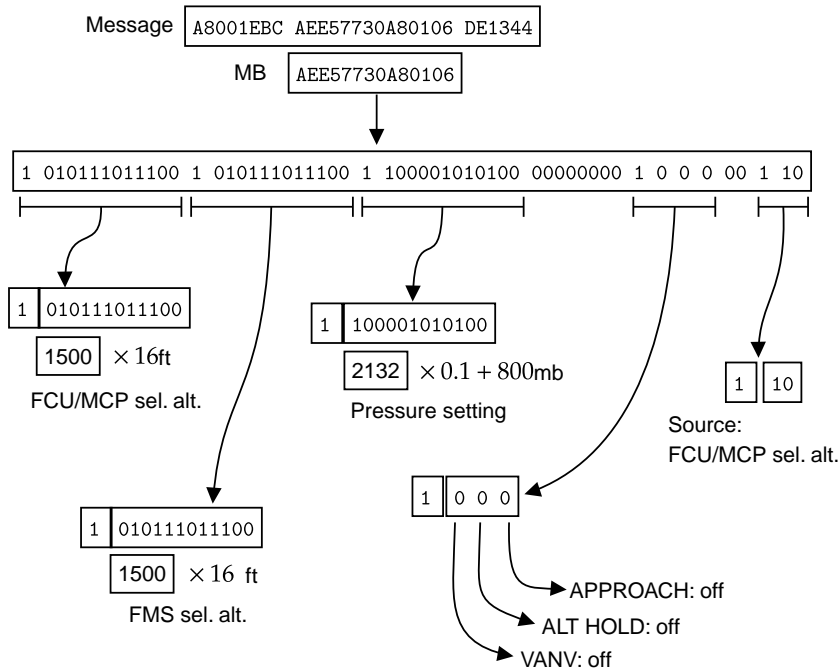 Message A8001EBC AEE57730A80106 DE1344
MB AEE57730A80106
1 010111011100 1 010111011100 1 100001010100 00000000 1 0 0 0 00 1 10
1 010111011100
1500 × 16ft
FCU/MCP sel. alt.
1 100001010100
2132 × 0.1 + 800mb
Pressure setting
1 10
Source:
FCU/MCP sel. alt.
1 010111011100
1500 × 16 ft
FMS sel. alt.
1 0 0 0
APPROACH: off
ALT HOLD: off
VANV: off